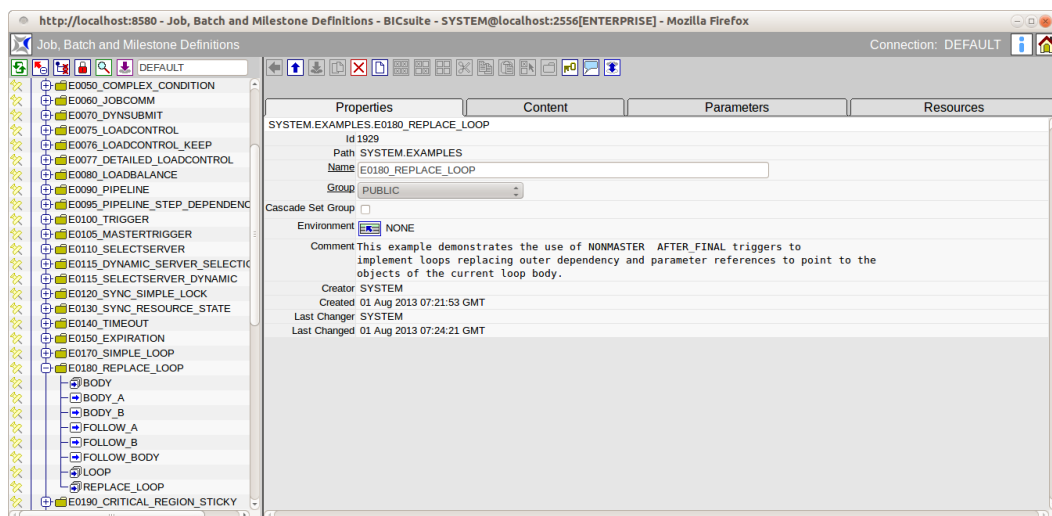 http://localhost:8580 - Job, Batch and Milestone Definitions - BICsuite - SYSTEM@localhost:2556[ENTERPRISE] - Mozilla Firefox
Job, Batch and Milestone Definitions
Connection: DEFAULT
DEFAULT
E0050_COMPLEX_CONDITION
E0060_JOBCOMM
E0070_DYNSUBMIT
E0075_LOADCONTROL
E0076_LOADCONTROL_KEEP
E0077_DETAILED_LOADCONTROL
E0080_LOADBALANCE
E0090_PIPELINE
E0095_PIPELINE_STEP_DEPENDENC
E0100_TRIGGER
E0105_MASTERTRIGGER
E0110_SELECTSERVER
E0115_DYNAMIC_SERVER_SELECTI
E0115_SELECTSERVER_DYNAMIC
E0120_SYNC_SIMPLE_LOCK
E0130_SYNC_RESOURCE_STATE
E0140_TIMEOUT
E0150_EXPIRATION
E0170_SIMPLE_LOOP
E0180_REPLACE_LOOP
BODY
BODY_A
BODY_B
FOLLOW_A
FOLLOW_B
FOLLOW_BODY
LOOP
REPLACE_LOOP
E0190_CRITICAL_REGION_STICKY
Properties
Content
Parameters
Resources
SYSTEM.EXAMPLES.E0180_REPLACE_LOOP
Id 1929
Path SYSTEM.EXAMPLES
Name E0180_REPLACE_LOOP
Group PUBLIC
Cascade Set Group
Environment NONE
Comment This example demonstrates the use of NONMASTER  AFTER_FINAL triggers to
implement loops replacing outer dependency and parameter references to point to the
objects of the current loop body.
Creator SYSTEM
Created 01 Aug 2013 07:21:53 GMT
Last Changer SYSTEM
Last Changed 01 Aug 2013 07:24:21 GMT